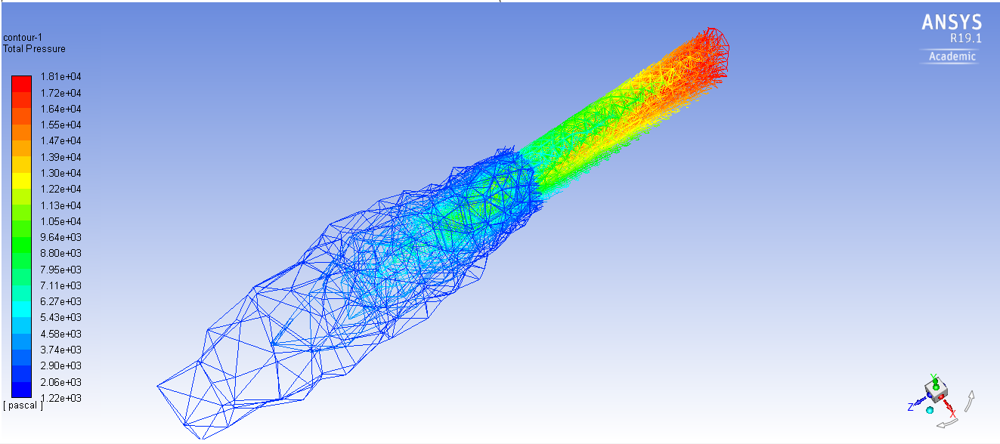 contour-1
Total Pressure
1.81e+04
1.72e+04
1.64e+04
1.55e+04
1.47e+04
1.39e+04
1.30e+04
1.22e+04
1.13e+04
1.05e+04
9.64e+03
8.80e+03
7.95e+03
7.11e+03
6.27e+03
5.43e+03
4.58e+03
3.74e+03
2.90e+03
2.06e+03
1.22e+03
[ pascal ]
ANSYS
R19.1
Academic
Y
Z
X